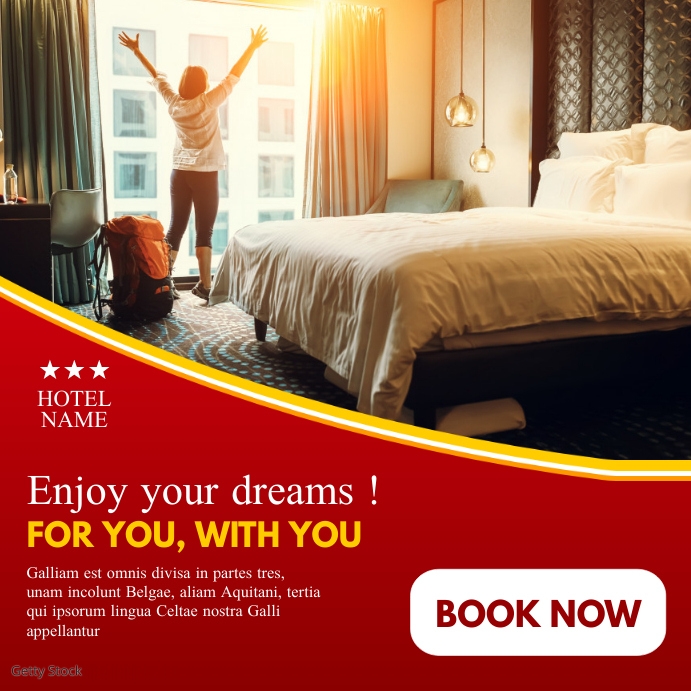 HOTEL
NAME
Enjoy your dreams !
FOR YOU, WITH YOU
Galliam est omnis divisa in partes tres,
unam incolunt Belgae, aliam Aquitani, tertia
qui ipsorum lingua Celtae nostra Galli
appellantur
BOOK NOW
Getty Stock